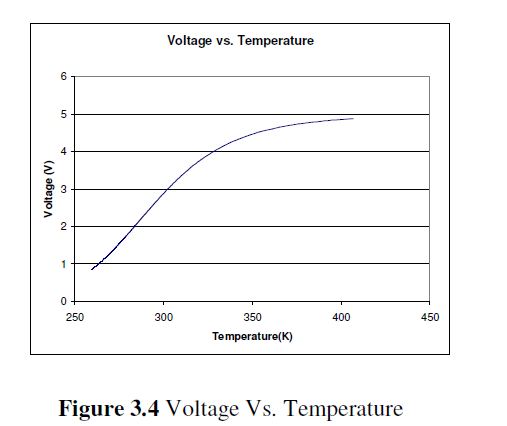 Voltage vs. Temperature
6
5
4
3
2
1
0
Voltage (V)
250 300 350 400 450
Temperature(K)
Figure 3.4 Voltage Vs. Temperature